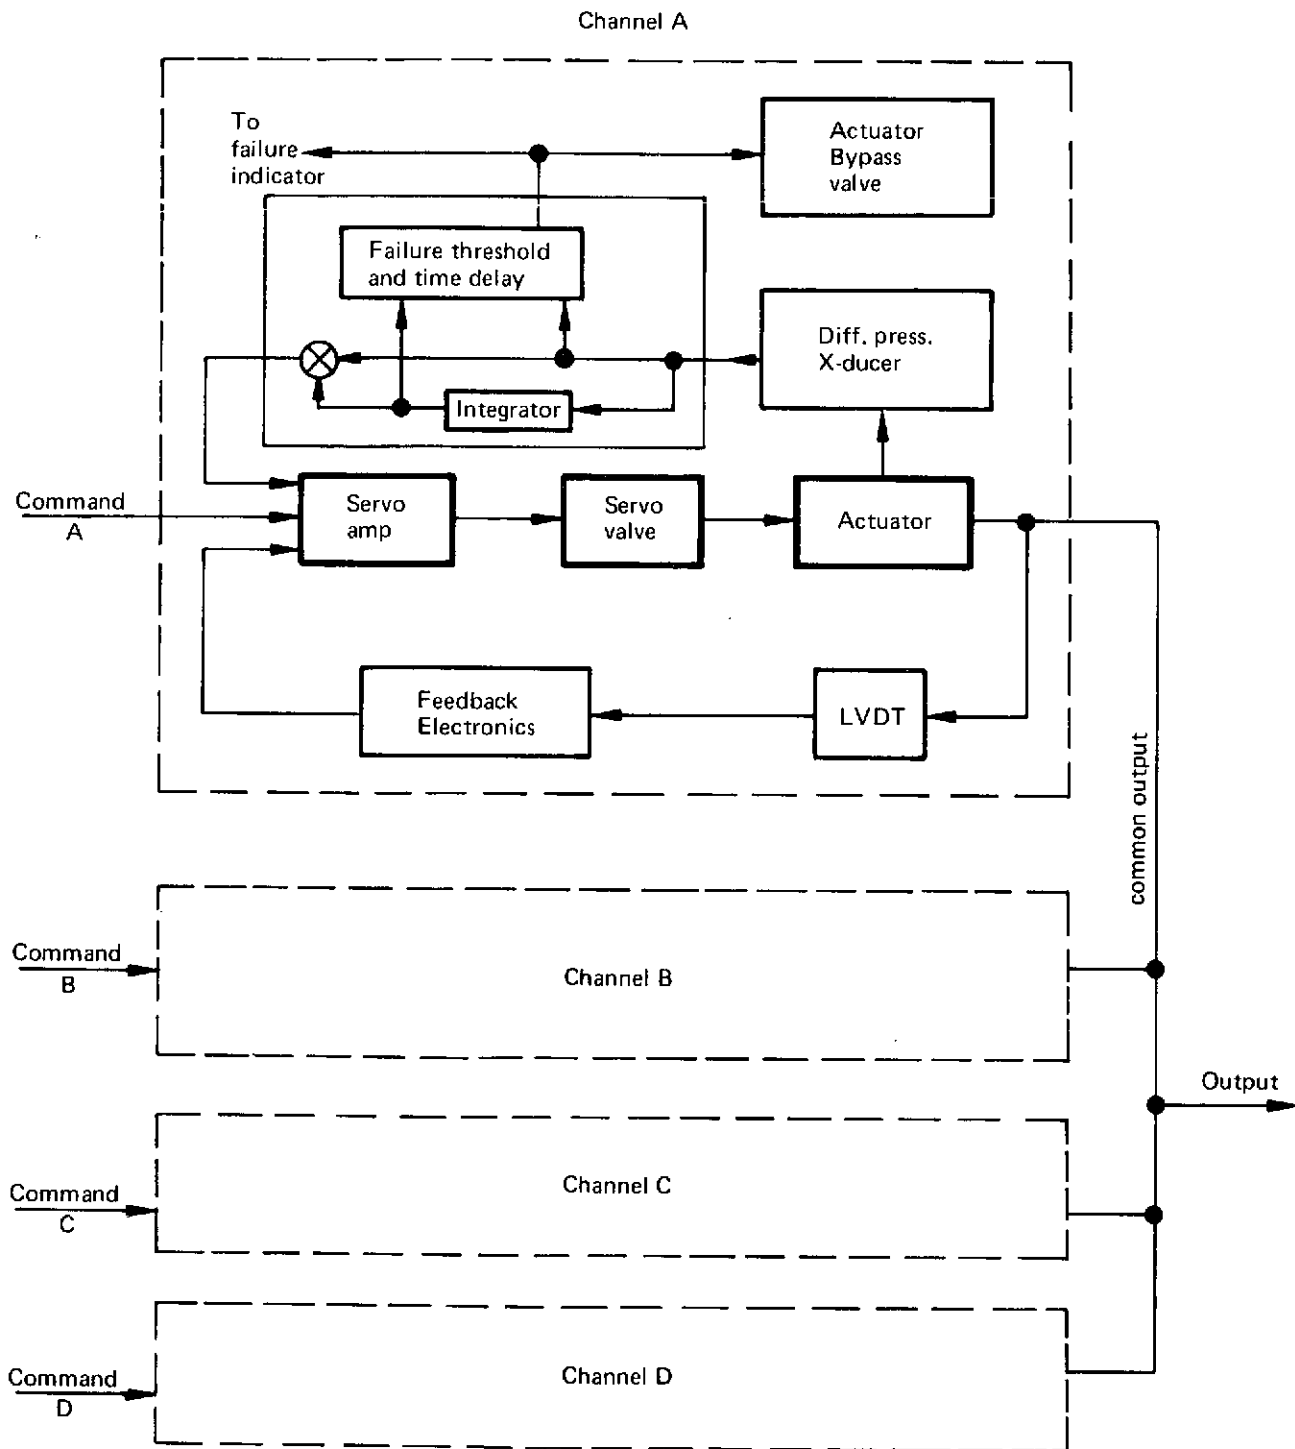 Channel A
To
failure
indicator
Actuator
Bypass
valve
Failure threshold
and time delay
Diff. press.
X-ducer
Integrator
Command
A
Servo
amp
Servo
valve
Actuator
Feedback
Electronics
LVDT
common output
Command
B
Channel B
Output
Command
C
Channel C
Command
D
Channel D